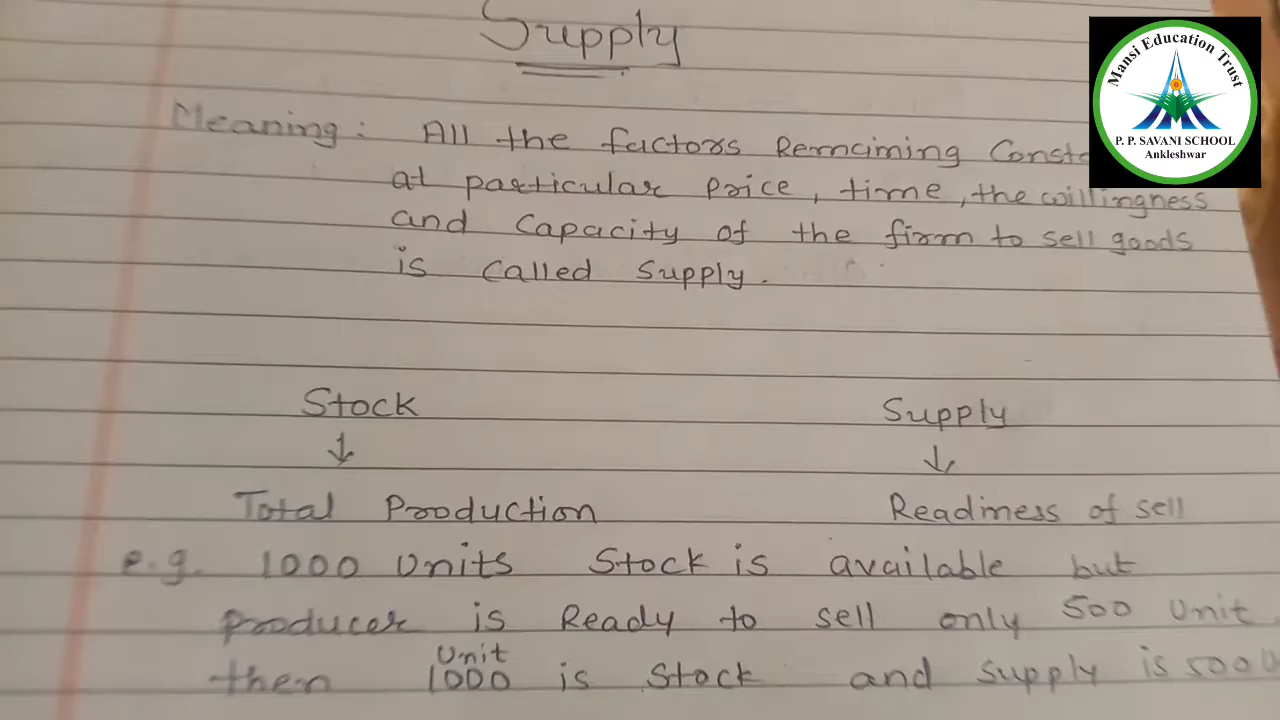 Supply
Mansi Education Trust
P. P. SAVANI SCHOOL
Ankleshwar
Meaning: All the factors Remaining
at particular Price, time, the willingness
and Capacity of the firm to sell goods
is called Supply.
Stock Supply
↓ ↓
Total Production Readiness of sell
e.g. 1000 Units Stock is available but
Producer is Ready to sell only 500 Unit
Unit
then 1000 is Stock and Supply is 500